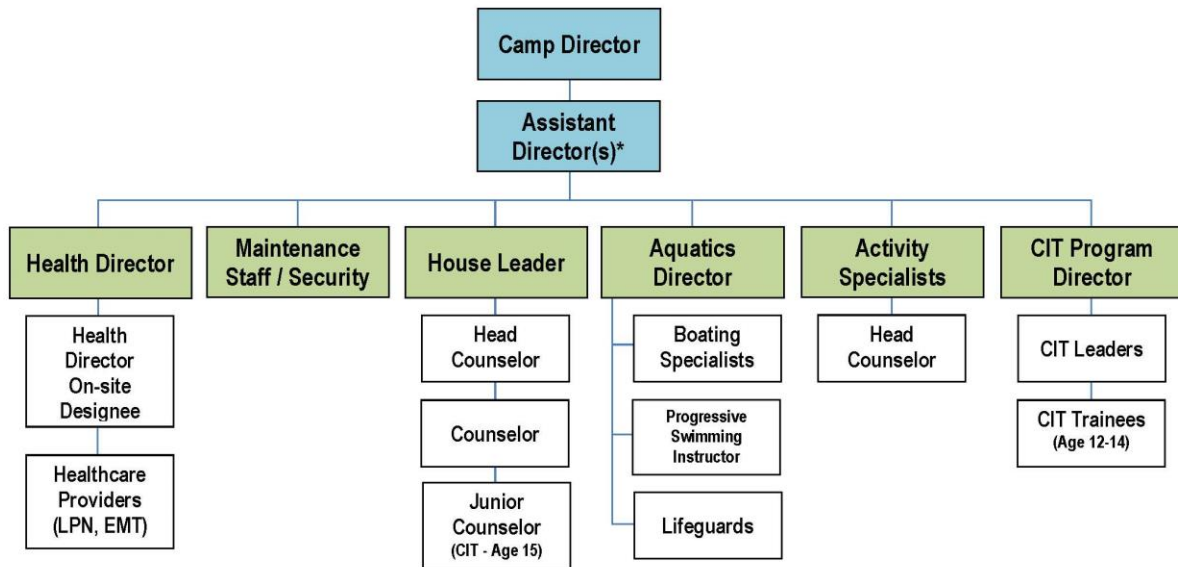 Camp Director
Assistant
Director(s)*
Health Director
Maintenance
Staff / Security
House Leader
Aquatics
Director
Activity
Specialists
CIT Program
Director
Health
Director
On-site
Designee
Healthcare
Providers
(LPN, EMT)
Head
Counselor
Counselor
Junior
Counselor
(CIT - Age 15)
Boating
Specialists
Progressive
Swimming
Instructor
Lifeguards
Head
Counselor
CIT Leaders
CIT Trainees
(Age 12-14)